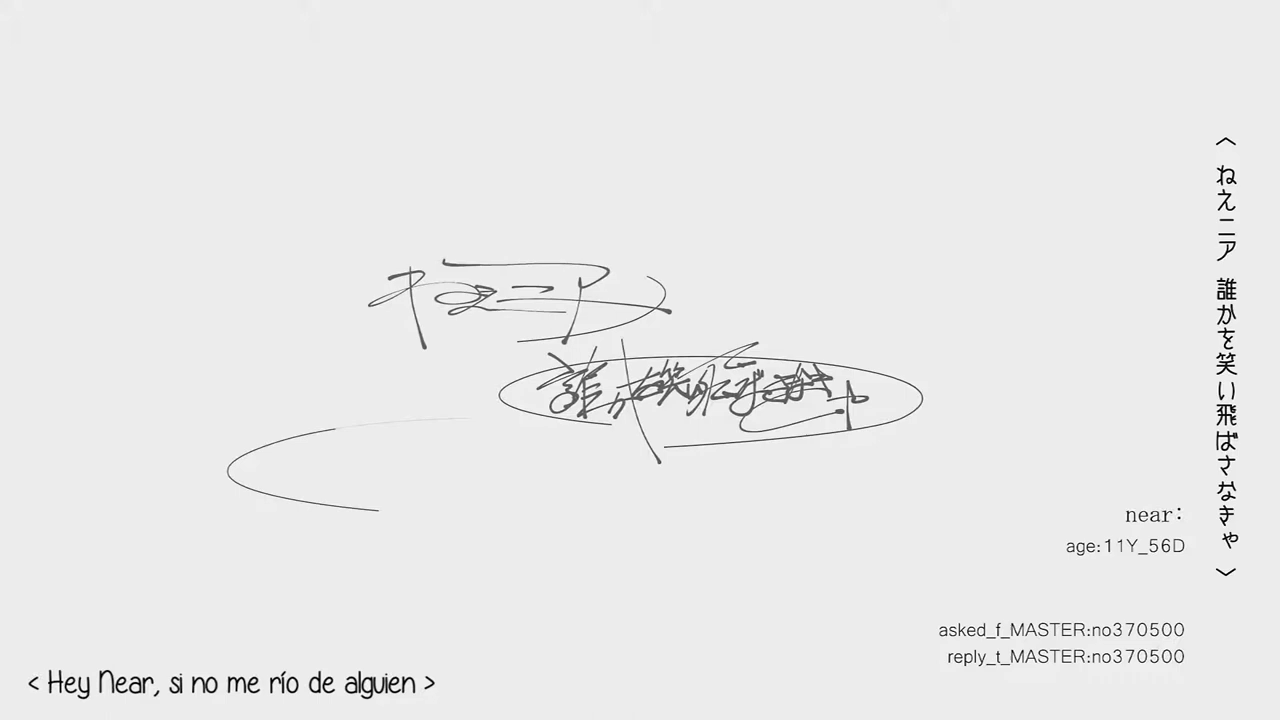 〈 ねえニア 誰かを笑い飛ばさなきゃ 〉
ねえニア
誰かを笑い飛ばさなきゃ
near:
age:11Y_56D
asked_f_MASTER:no370500
reply_t_MASTER:no370500
< Hey Near, si no me río de alguien >